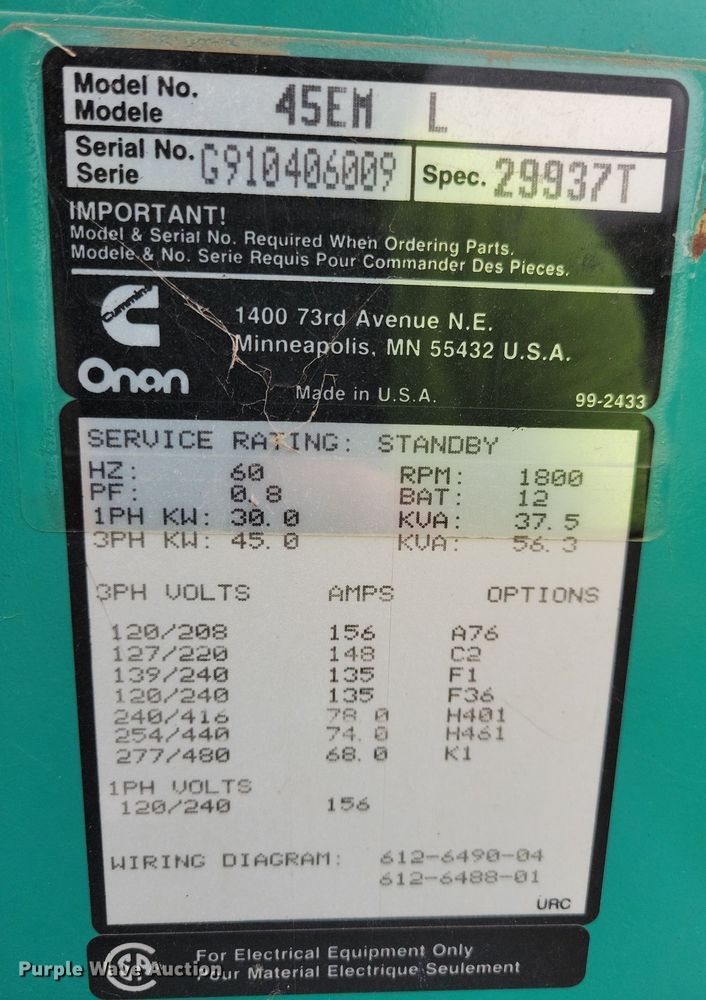 Model No. 45EM L
Modele
Serial No. G910406009 Spec. 29937T
Serie
IMPORTANT!
Model & Serial No. Required When Ordering Parts.
Modele & No. Serie Requis Pour Commander Des Pieces.
Cummins
Onan
1400 73rd Avenue N.E.
Minneapolis, MN 55432 U.S.A.
Made in U.S.A.
99-2433
SERVICE RATING: STANDBY
HZ: 60 RPM: 1800
PF: 0.8 BAT: 12
1PH KW: 30.0 KVA: 37.5
3PH KW: 45.0 KVA: 56.3
3PH VOLTS AMPS OPTIONS
120/208 156 A76
127/220 148 C2
139/240 135 F1
120/240 135 F36
240/416 78.0 H401
254/440 74.0 H461
277/480 68.0 K1
1PH VOLTS
120/240 156
WIRING DIAGRAM: 612-6490-04
612-6488-01
URC
For Electrical Equipment Only
Pour Material Electrique Seulement
Purple Wave Auction